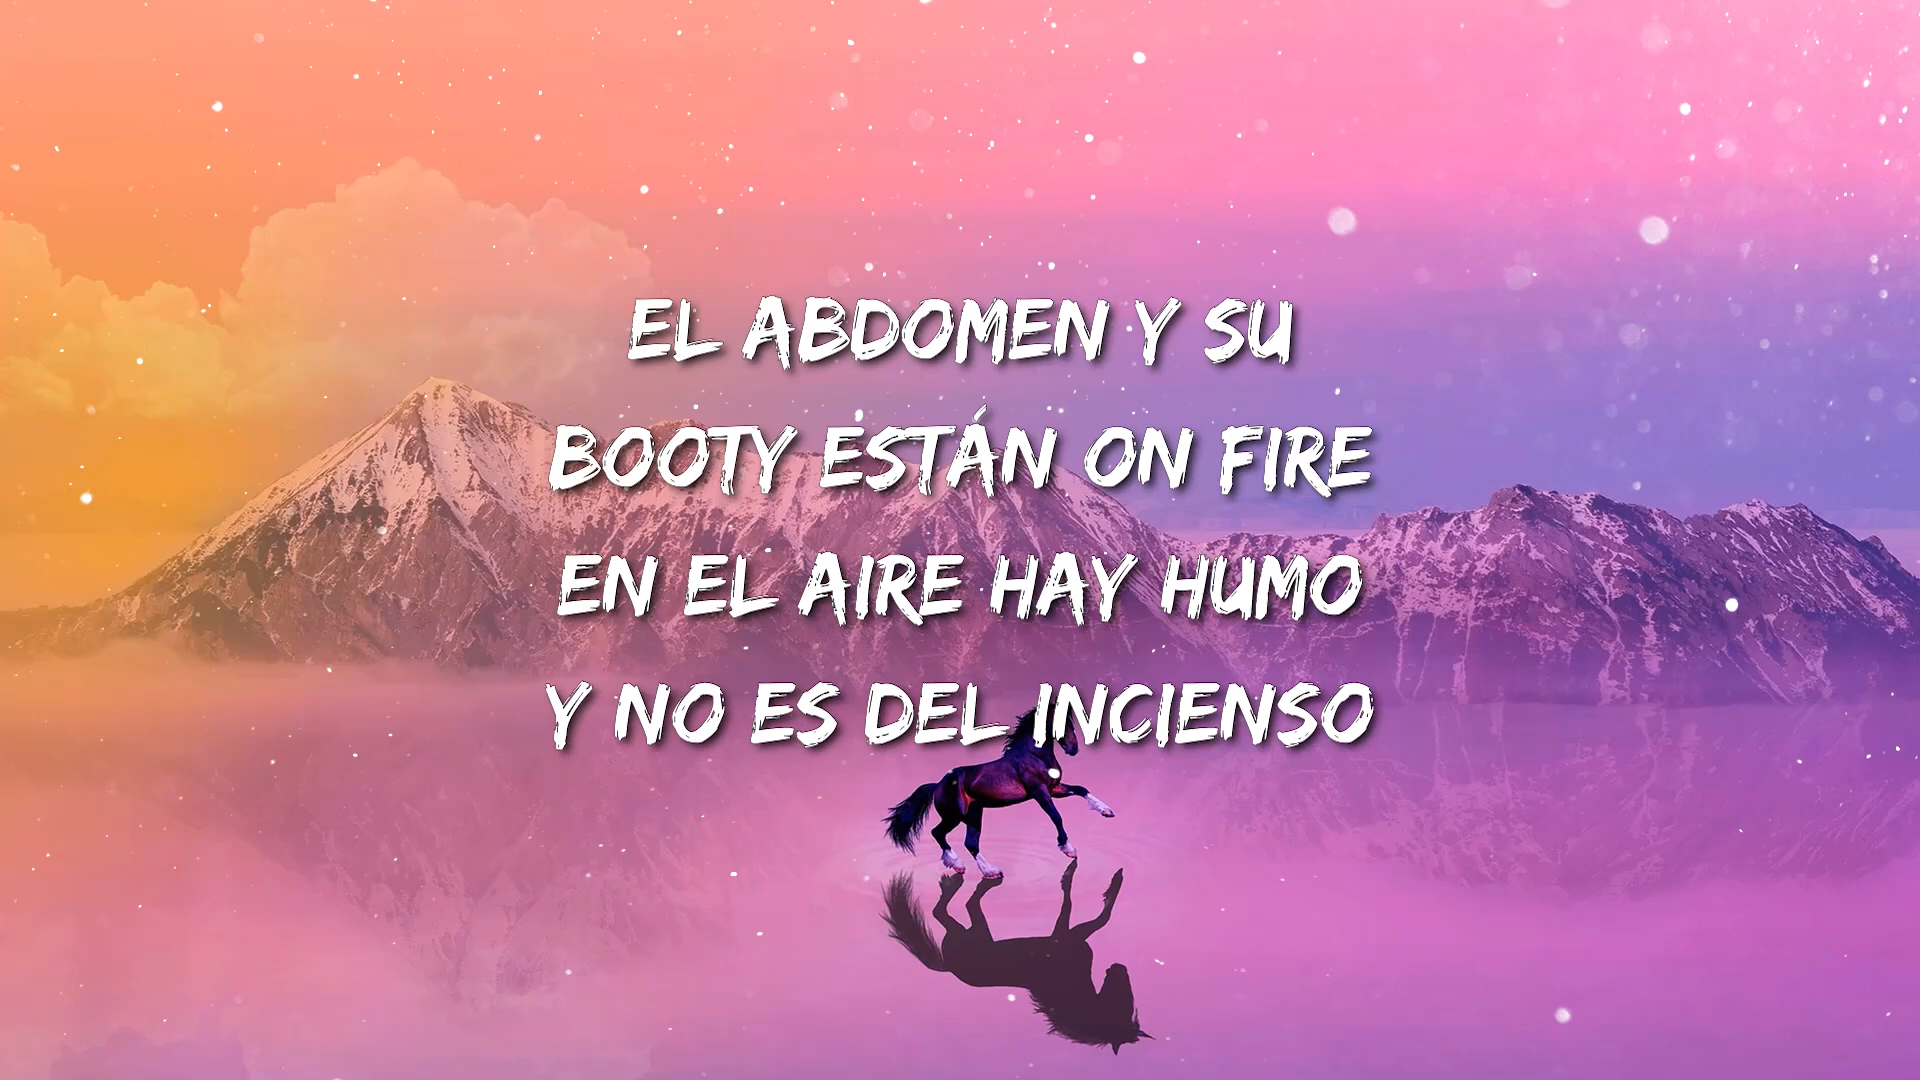 EL ABDOMEN Y SU
BOOTY ESTÁN ON FIRE
EN EL AIRE HAY HUMO
Y NO ES DEL INCIENSO